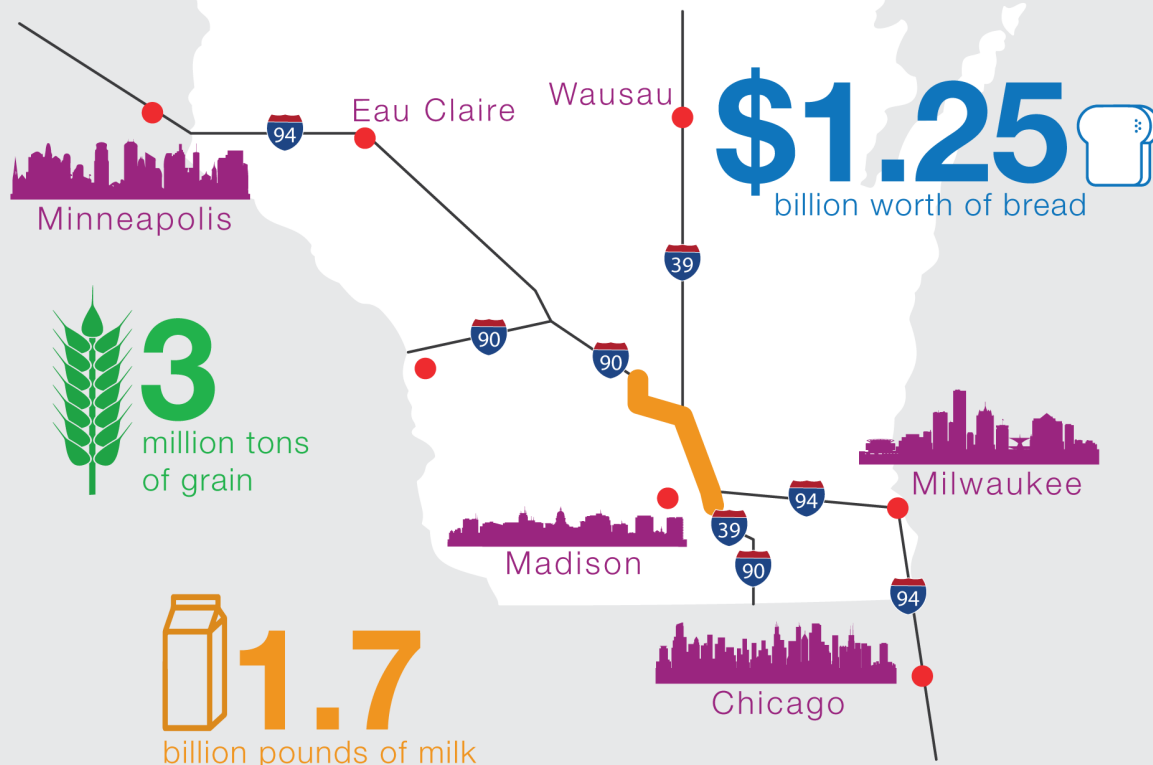 Eau Claire
Wausau
94
$1.25
billion worth of bread
Minneapolis
39
3
million tons
of grain
90
90
Milwaukee
94
39
Madison
90
94
1.7
billion pounds of milk
Chicago